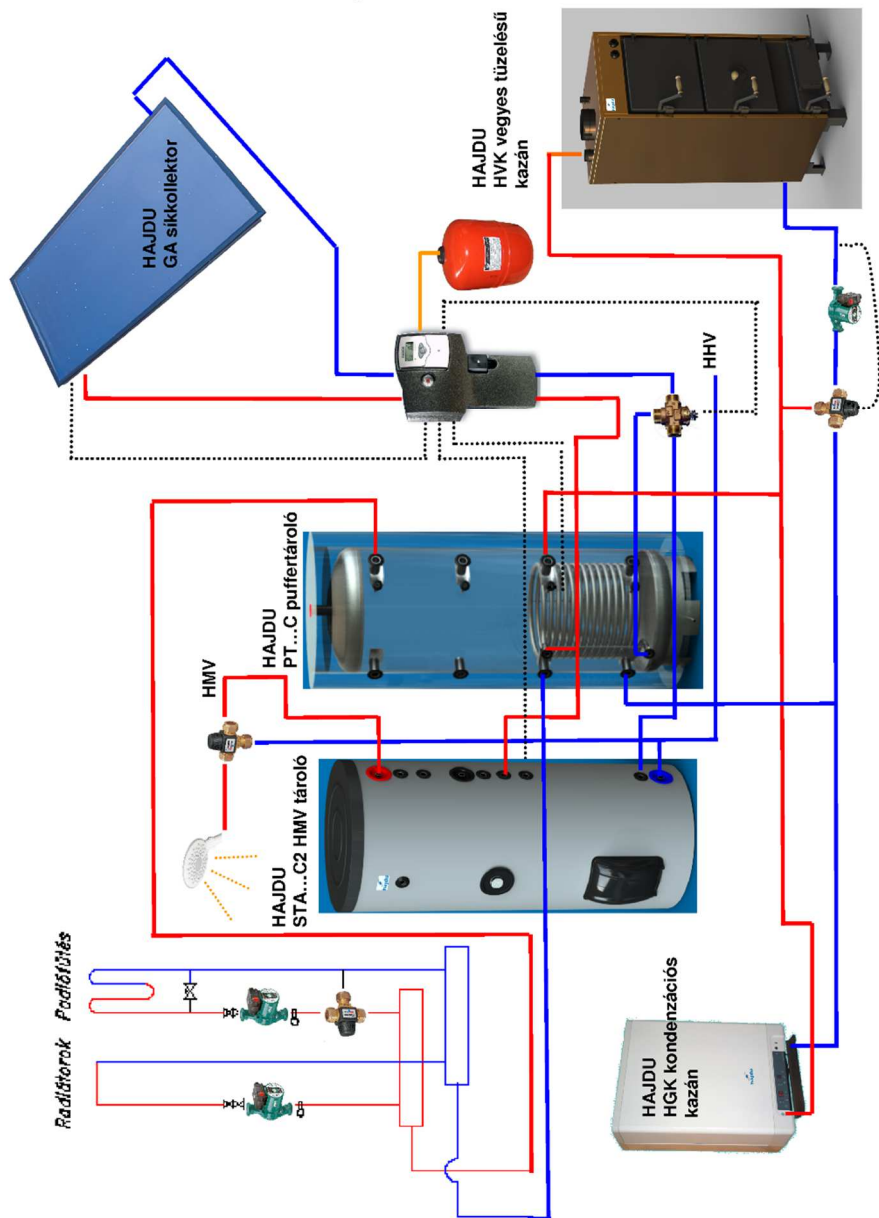 HAJDU
GA síkkollektor
HAJDU
HVK vegyes tüzelésű
kazán
HHV
HAJDU
PT...C puffertároló
HMV
HAJDU
STA...C2 HMV tároló
Radiátorok
Padlófűtés
HAJDU
HGK kondenzációs
kazán